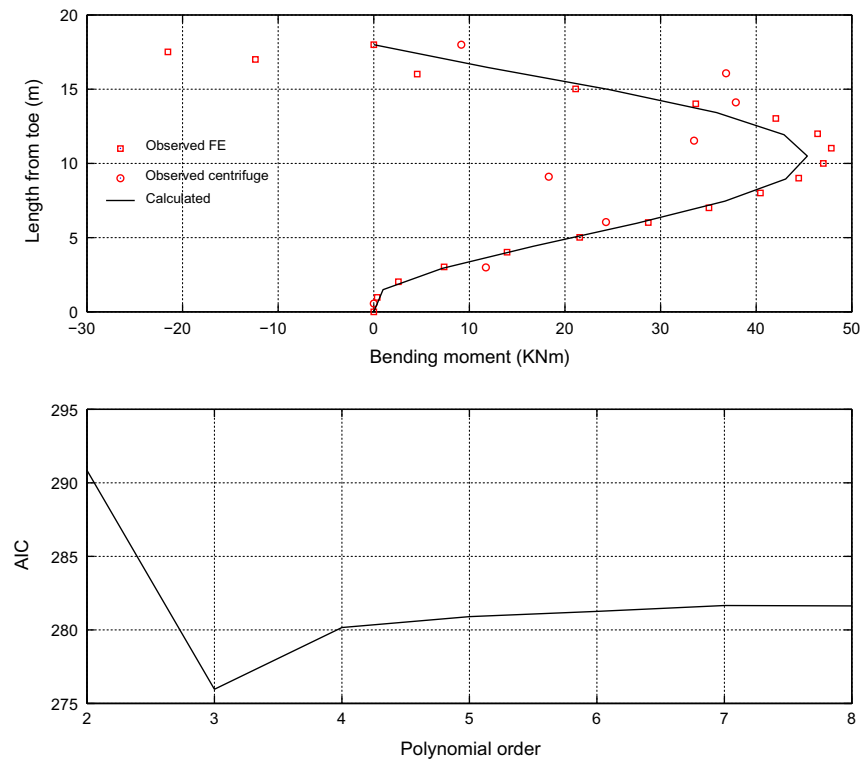 20
15
10
5
0
Length from toe (m)
Observed FE
Observed centrifuge
Calculated
−30 −20 −10 0 10 20 30 40 50
Bending moment (KNm)
295
290
285
280
275
AIC
2 3 4 5 6 7 8
Polynomial order